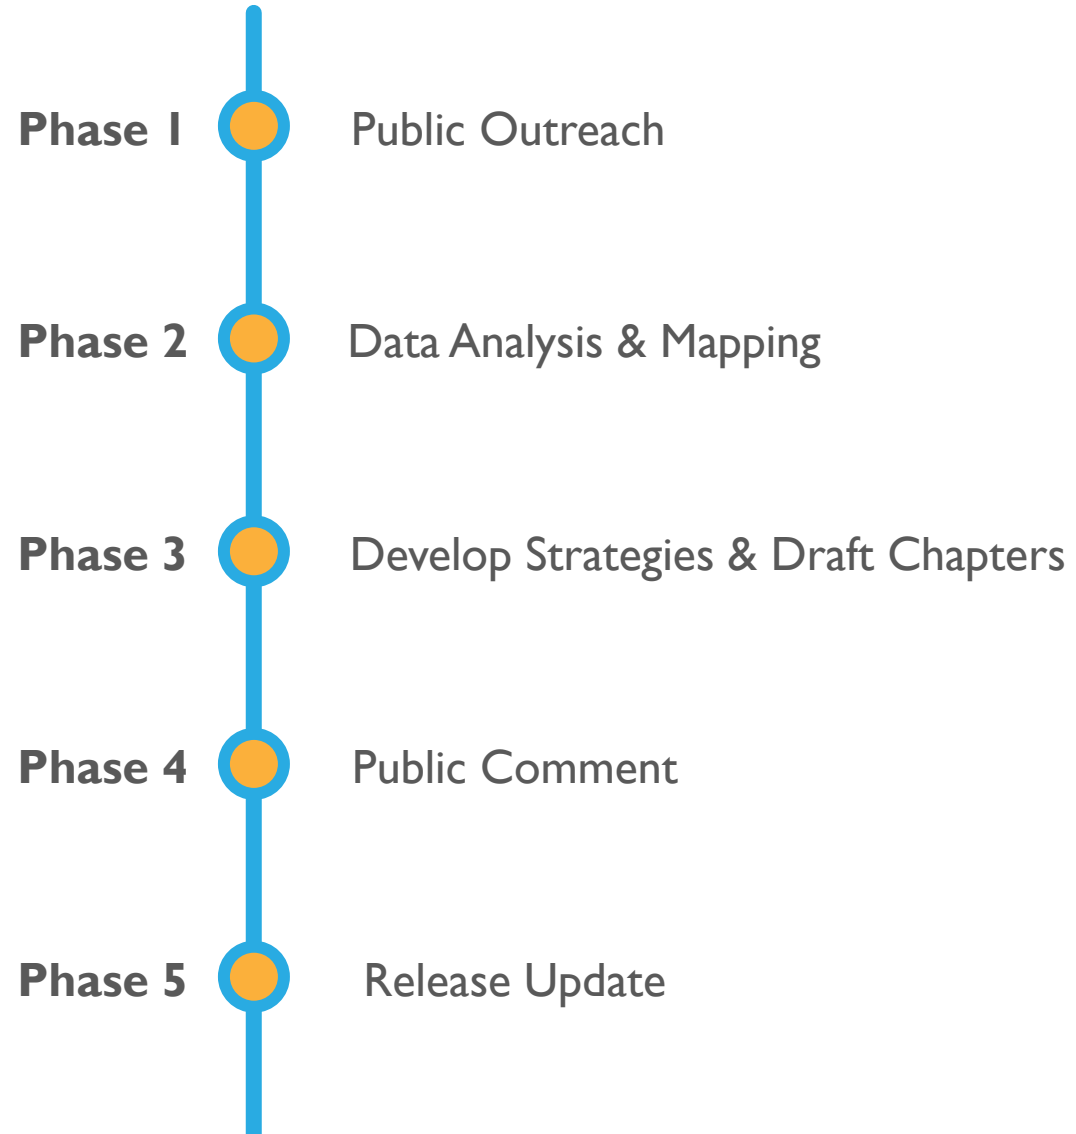 Phase 1 Public Outreach
Phase 2 Data Analysis & Mapping
Phase 3 Develop Strategies & Draft Chapters
Phase 4 Public Comment
Phase 5 Release Update